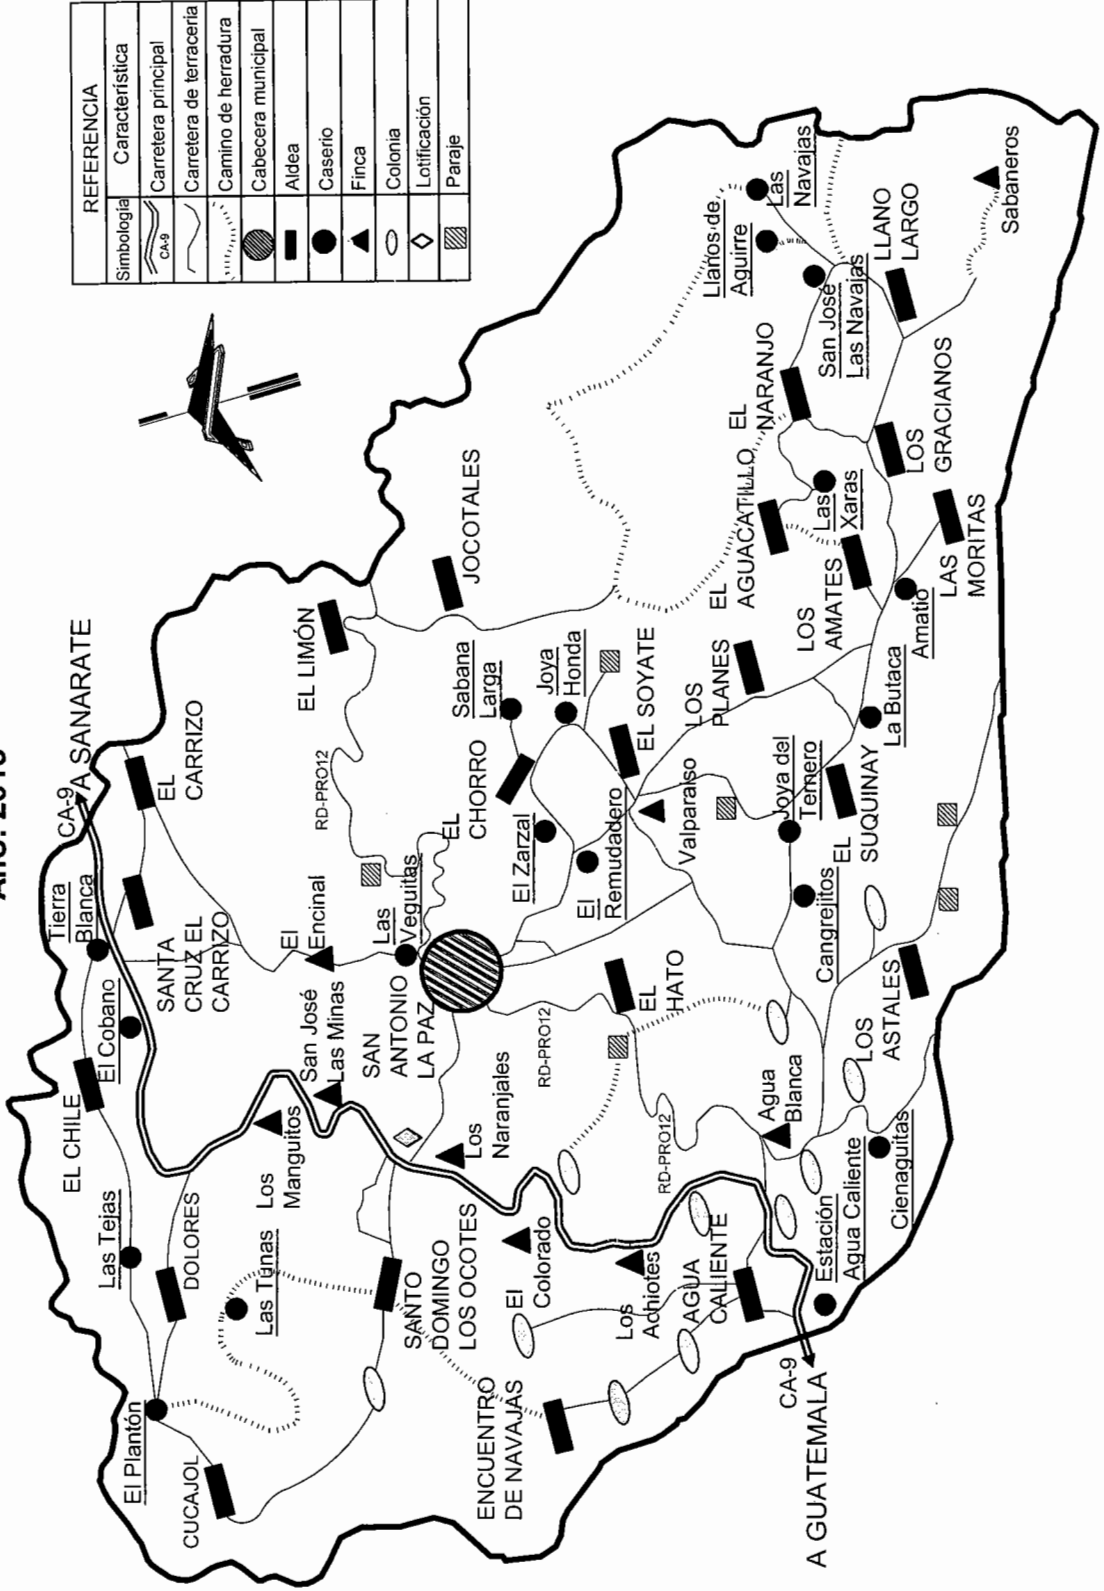 REFERENCIA
Simbología Característica
CA-9 Carretera principal
Carretera de terracería
Camino de herradura
Cabecera municipal
Aldea
Caserío
Finca
Colonia
Lotificación
Paraje
CA-9
A SANARATE
Tierra
Blanca
El Cobano
EL CHILE
Las Tejas
El Plantón
CUCAJOL
DOLORES
Las Tunas
Los
Manguitos
SANTA
CRUZ EL
CARRIZO
EL
CARRIZO
El
Encinal
San José
Las Minas
Las
Veguitas
SAN
ANTONIO
LA PAZ
RD-PRO12
EL LIMÓN
JOCOTALES
EL
CHORRO
Sabana
Larga
Joya
Honda
El Zarzal
El
Remudadero
EL SOYATE
Los
Naranjales
SANTO
DOMINGO
LOS OCOTES
ENCUENTRO
DE NAVAJAS
El
Colorado
RD-PRO12
EL
HATO
Los
Achiotes
RD-PRO12
AGUA
CALIENTE
Valparaiso
LOS
PLANES
EL
AGUACATILLO
EL
NARANJO
Llanos de
Aguirre
Las
Navajas
San José
Las Navajas
LLANO
LARGO
Sabaneros
Las
Xaras
LOS
AMATES
LOS
GRACIANOS
LAS
MORITAS
Amatio
La Butaca
Joya del
Ternero
EL
SUQUINAY
Cangrejitos
LOS
ASTALES
Agua
Blanca
Estación
Agua Caliente
Cienaguitas
CA-9
A GUATEMALA